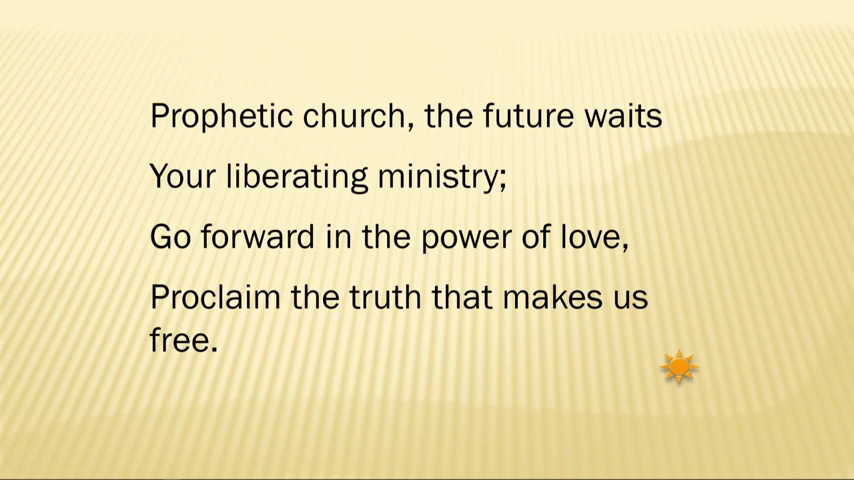 Prophetic church, the future waits
Your liberating ministry;
Go forward in the power of love,
Proclaim the truth that makes us
free.